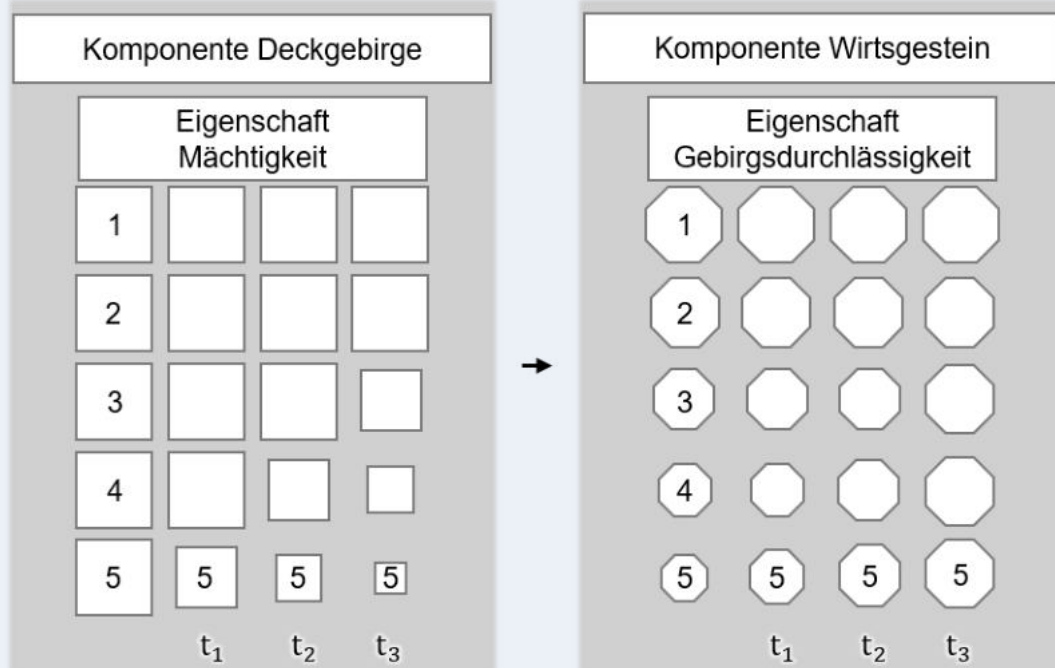 Komponente Deckgebirge
Eigenschaft
Mächtigkeit
1
2
3
4
5 5 5 5
t₁ t₂ t₃
→
Komponente Wirtsgestein
Eigenschaft
Gebirgsdurchlässigkeit
1
2
3
4
5 5 5 5
t₁ t₂ t₃